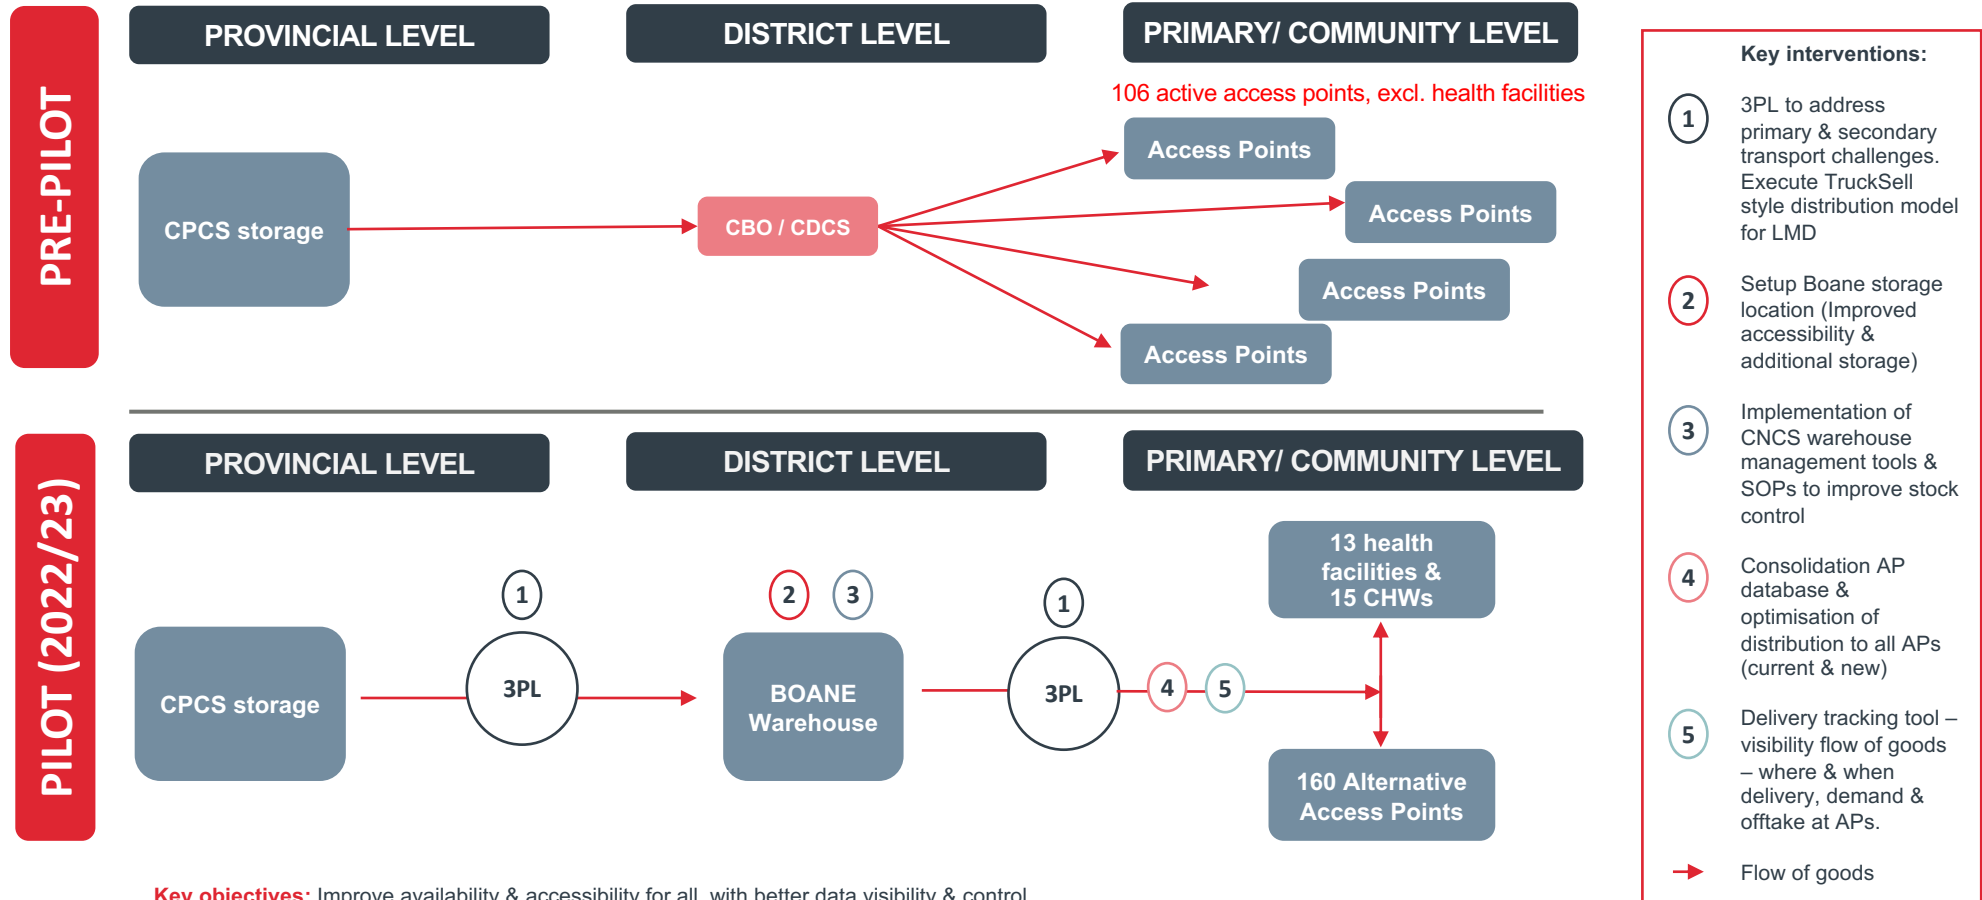 PRE-PILOT
PROVINCIAL LEVEL
DISTRICT LEVEL
PRIMARY/ COMMUNITY LEVEL
106 active access points, excl. health facilities
CPCS storage
CBO / CDCS
Access Points
Access Points
Access Points
Access Points
PILOT (2022/23)
PROVINCIAL LEVEL
DISTRICT LEVEL
PRIMARY/ COMMUNITY LEVEL
CPCS storage
1
3PL
2
3
BOANE
Warehouse
1
3PL
4
5
13 health
facilities &
15 CHWs
160 Alternative
Access Points
Key objectives: Improve availability & accessibility for all, with better data visibility & control
Key interventions:
1
3PL to address
primary & secondary
transport challenges.
Execute TruckSell
style distribution model
for LMD
2
Setup Boane storage
location (Improved
accessibility &
additional storage)
3
Implementation of
CNCS warehouse
management tools &
SOPs to improve stock
control
4
Consolidation AP
database &
optimisation of
distribution to all APs
(current & new)
5
Delivery tracking tool –
visibility flow of goods
– where & when
delivery, demand &
offtake at APs.
Flow of goods